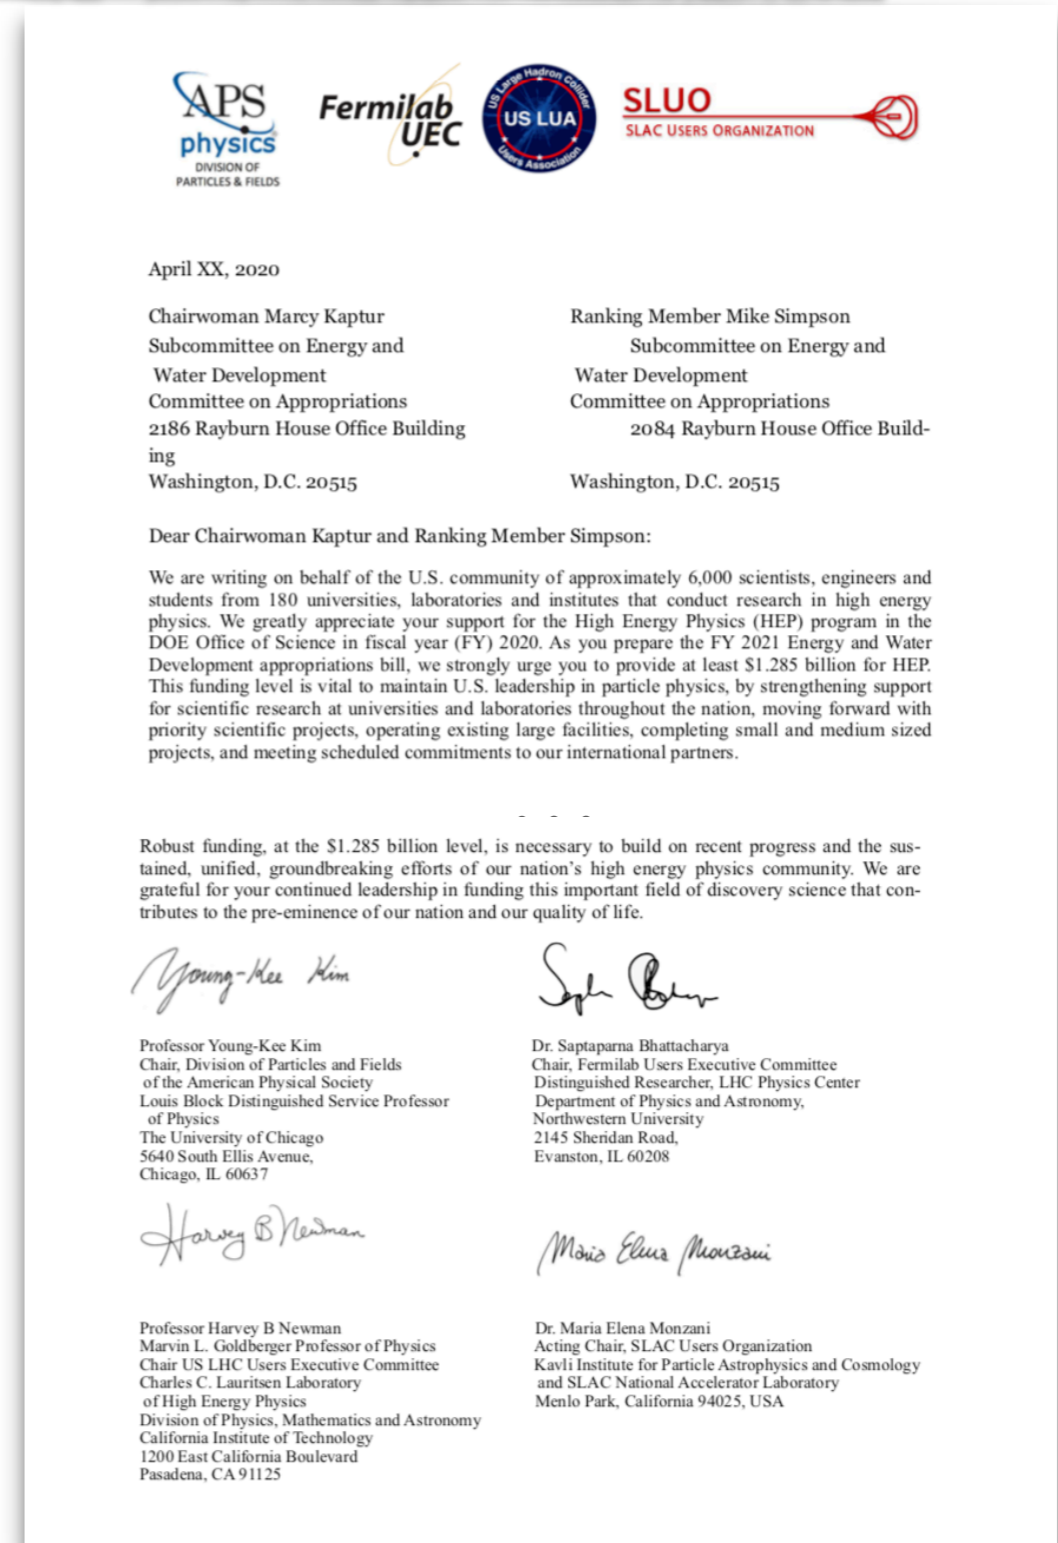 APS
physics
DIVISION OF
PARTICLES & FIELDS
Fermilab
UEC
US Large Hadron Collider
US LUA
Users Association
SLUO
SLAC USERS ORGANIZATION
April XX, 2020
Chairwoman Marcy Kaptur
Subcommittee on Energy and
Water Development
Committee on Appropriations
2186 Rayburn House Office Building
ing
Washington, D.C. 20515
Ranking Member Mike Simpson
Subcommittee on Energy and
Water Development
Committee on Appropriations
2084 Rayburn House Office Build-
Washington, D.C. 20515
Dear Chairwoman Kaptur and Ranking Member Simpson:
We are writing on behalf of the U.S. community of approximately 6,000 scientists, engineers and
students from 180 universities, laboratories and institutes that conduct research in high energy
physics. We greatly appreciate your support for the High Energy Physics (HEP) program in the
DOE Office of Science in fiscal year (FY) 2020. As you prepare the FY 2021 Energy and Water
Development appropriations bill, we strongly urge you to provide at least $1.285 billion for HEP.
This funding level is vital to maintain U.S. leadership in particle physics, by strengthening support
for scientific research at universities and laboratories throughout the nation, moving forward with
priority scientific projects, operating existing large facilities, completing small and medium sized
projects, and meeting scheduled commitments to our international partners.
Robust funding, at the $1.285 billion level, is necessary to build on recent progress and the sus-
tained, unified, groundbreaking efforts of our nation's high energy physics community. We are
grateful for your continued leadership in funding this important field of discovery science that con-
tributes to the pre-eminence of our nation and our quality of life.
Young-Kee Kim
Professor Young-Kee Kim
Chair, Division of Particles and Fields
of the American Physical Society
Louis Block Distinguished Service Professor
of Physics
The University of Chicago
5640 South Ellis Avenue,
Chicago, IL 60637
Dr. Saptaparna Bhattacharya
Chair, Fermilab Users Executive Committee
Distinguished Researcher, LHC Physics Center
Department of Physics and Astronomy,
Northwestern University
2145 Sheridan Road,
Evanston, IL 60208
Harvey B Newman
Professor Harvey B Newman
Marvin L. Goldberger Professor of Physics
Chair US LHC Users Executive Committee
Charles C. Lauritsen Laboratory
of High Energy Physics
Division of Physics, Mathematics and Astronomy
California Institute of Technology
1200 East California Boulevard
Pasadena, CA 91125
Maria Elena Monzani
Dr. Maria Elena Monzani
Acting Chair, SLAC Users Organization
Kavli Institute for Particle Astrophysics and Cosmology
and SLAC National Accelerator Laboratory
Menlo Park, California 94025, USA